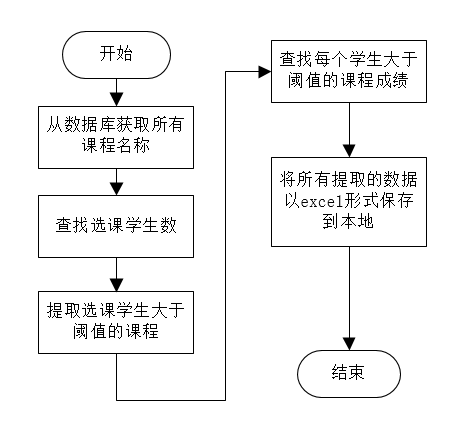 开始
从数据库获取所有
课程名称
查找选课学生数
提取选课学生大于
阈值的课程
查找每个学生大于
阈值的课程成绩
将所有提取的数据
以excel形式保存
到本地
结束